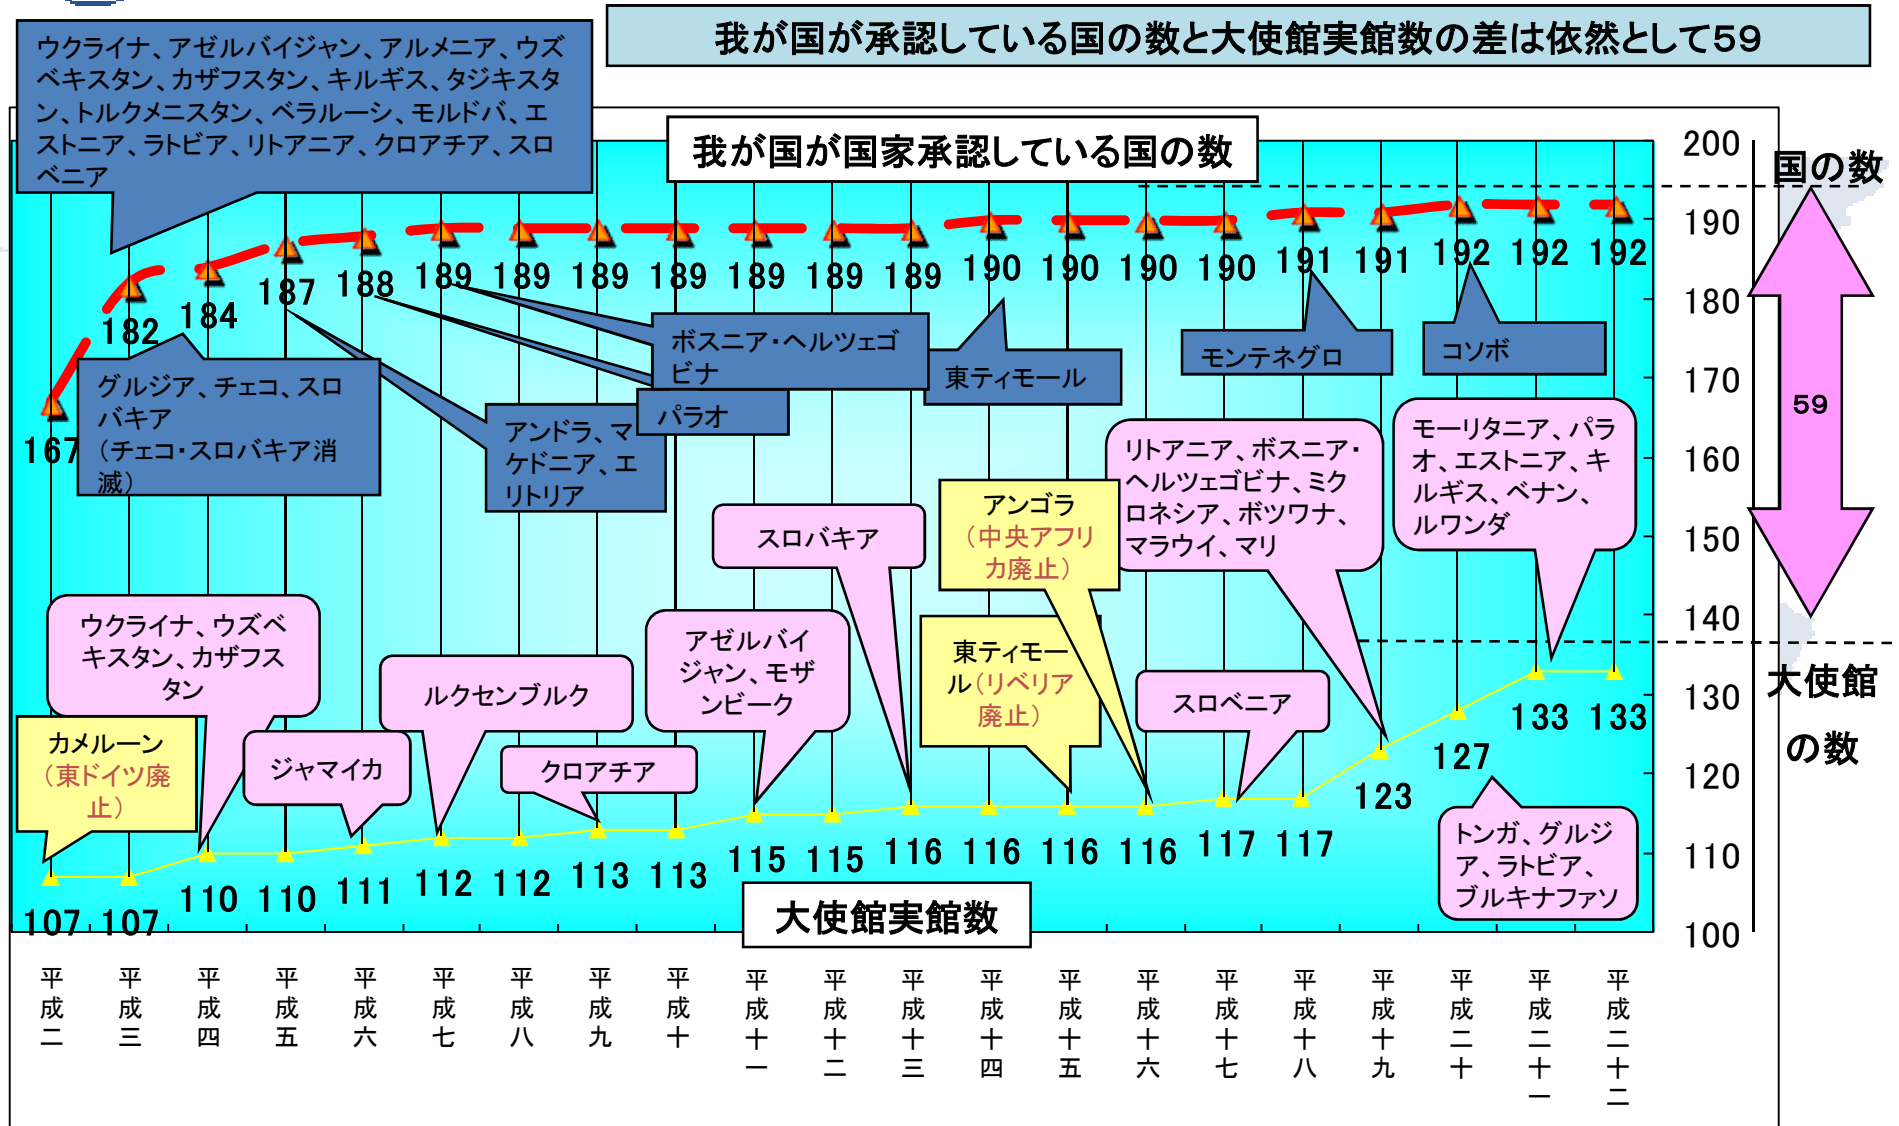 我が国が承認している国の数と大使館実館数の差は依然として59
ウクライナ、アゼルバイジャン、アルメニア、ウズ
ベキスタン、カザフスタン、キルギス、タジキスタ
ン、トルクメニスタン、ベラルーシ、モルドバ、エ
ストニア、ラトビア、リトアニア、クロアチア、スロ
ベニア
我が国が国家承認している国の数
200
190
180
170
160
150
140
130
120
110
100
国の数
59
大使館
の数
167
182
184
187
188
189
189
189
189
189
189
189
190
190
190
190
191
191
192
192
192
グルジア、チェコ、スロ
バキア
(チェコ・スロバキア消
滅)
アンドラ、マ
ケドニア、エ
リトリア
ボスニア・ヘルツェゴ
ビナ
パラオ
東ティモール
モンテネグロ
コソボ
モーリタニア、パラ
オ、エストニア、キ
ルギス、ベナン、
ルワンダ
リトアニア、ボスニア・
ヘルツェゴビナ、ミク
ロネシア、ボツワナ、
マラウイ、マリ
アンゴラ
(中央アフリ
カ廃止)
スロバキア
ウクライナ、ウズベ
キスタン、カザフス
タン
アゼルバイ
ジャン、モザ
ンビーク
東ティモー
ル(リベリア
廃止)
ルクセンブルク
スロベニア
カメルーン
(東ドイツ廃
止)
ジャマイカ
クロアチア
トンガ、グルジ
ア、ラトビア、
ブルキナファソ
107
107
110
110
111
112
112
113
113
115
115
116
116
116
116
117
117
123
127
133
133
大使館実館数
平成二
平成三
平成四
平成五
平成六
平成七
平成八
平成九
平成十
平成十一
平成十二
平成十三
平成十四
平成十五
平成十六
平成十七
平成十八
平成十九
平成二十
平成二十一
平成二十二